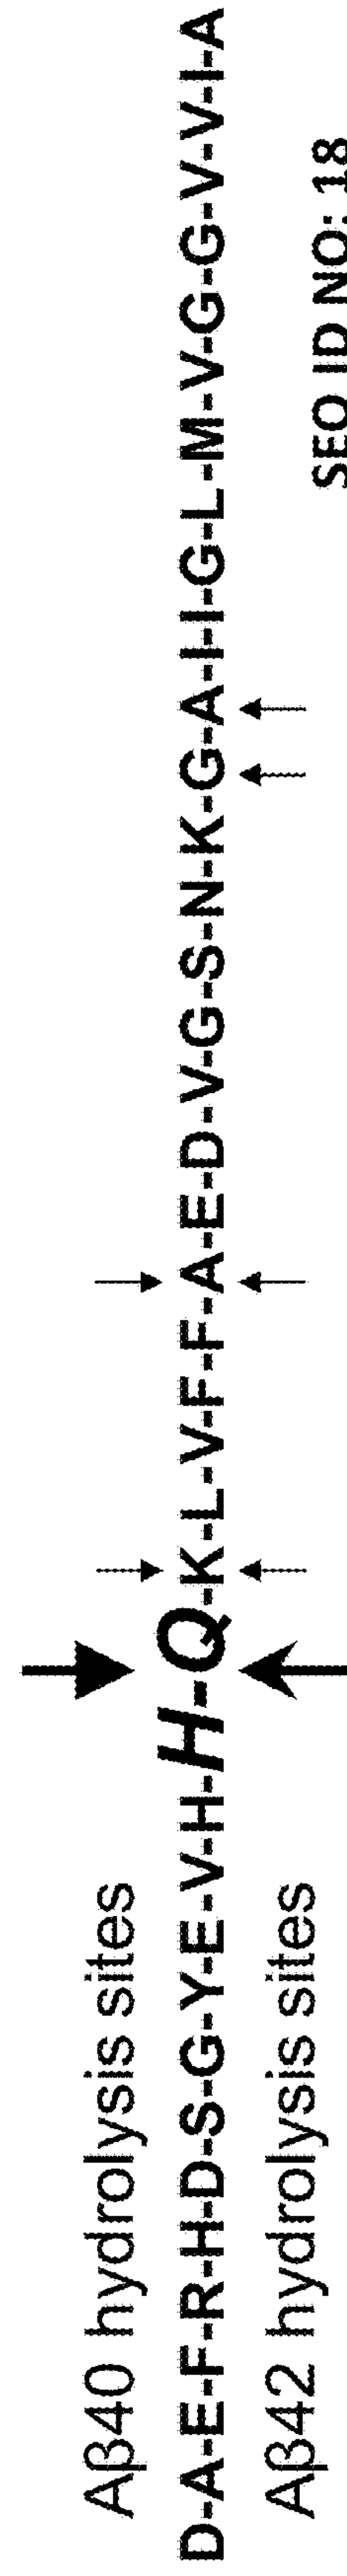 Aβ40 hydrolysis sites
D-A-E-F-R-H-D-S-G-Y-E-V-H-H-Q-K-L-V-F-F-A-E-D-V-G-S-N-K-G-A-I-I-G-L-M-V-G-G-V-V-I-A
Aβ42 hydrolysis sites
SEQ ID NO: 18